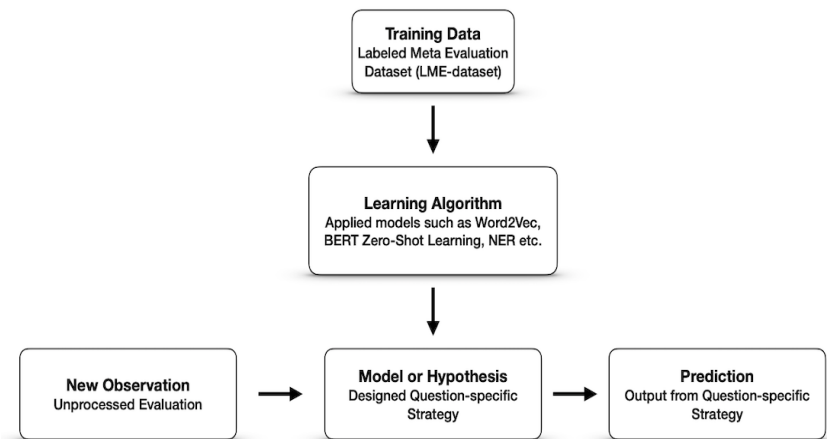 Training Data
Labeled Meta Evaluation
Dataset (LME-dataset)
Learning Algorithm
Applied models such as Word2Vec,
BERT Zero-Shot Learning, NER etc.
New Observation
Unprocessed Evaluation
Model or Hypothesis
Designed Question-specific
Strategy
Prediction
Output from Question-specific
Strategy